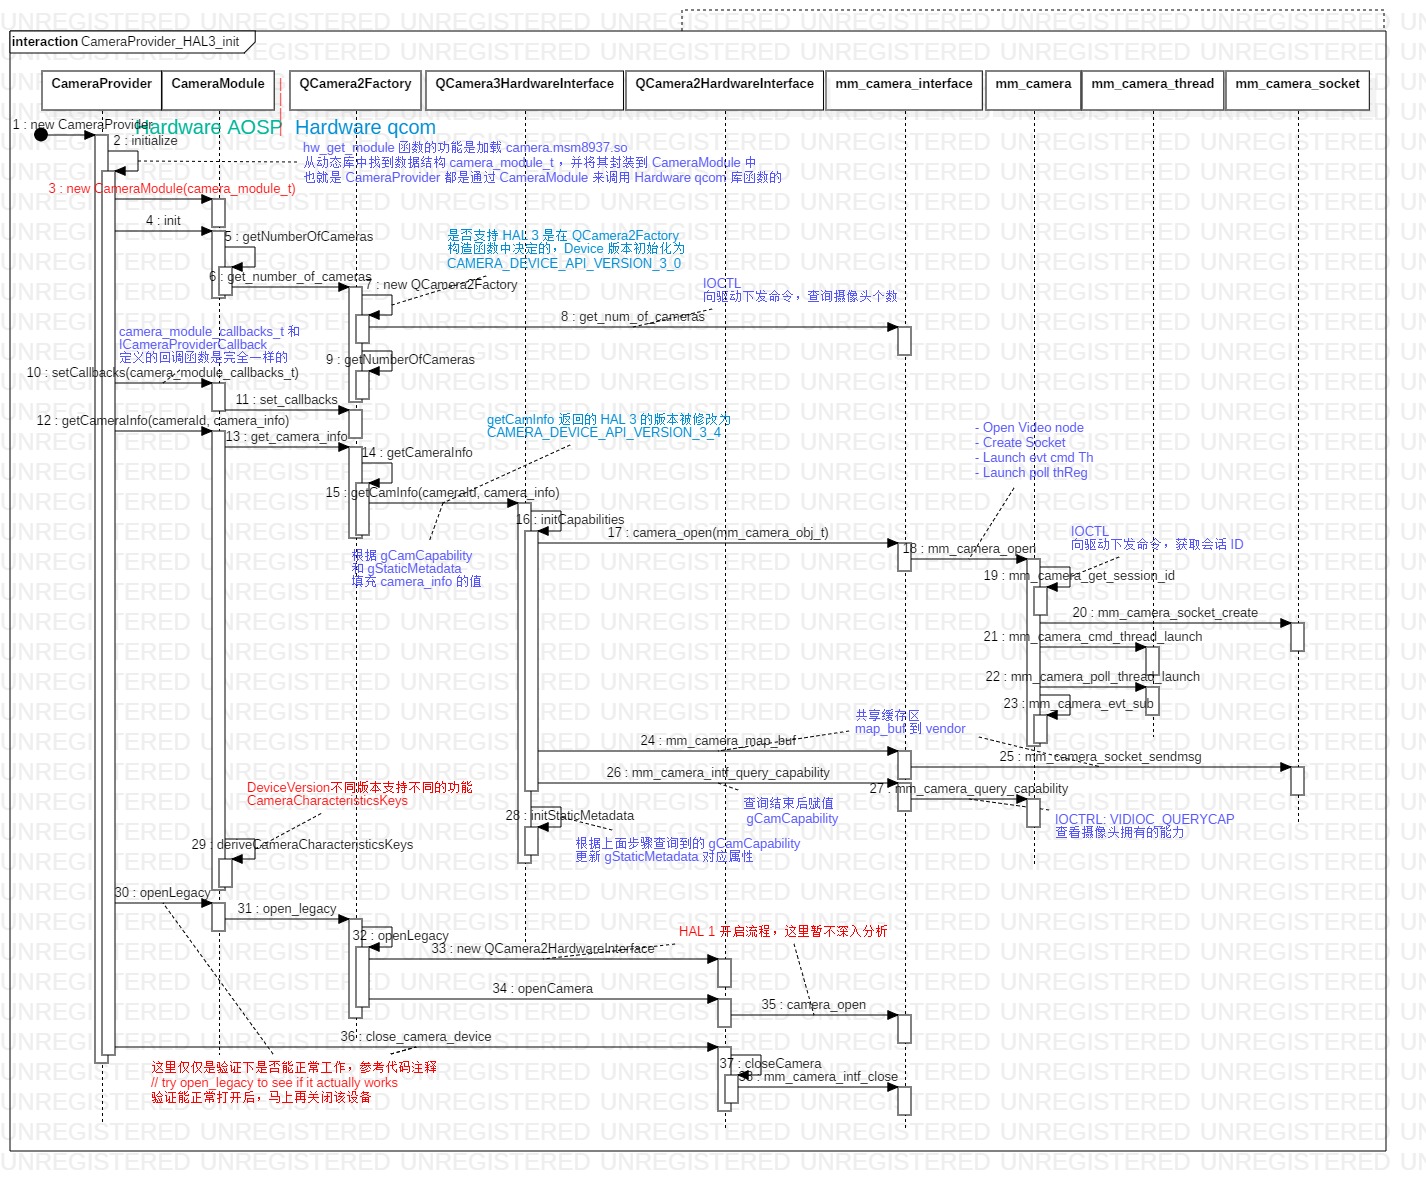 interaction CameraProvider_HAL3_init
CameraProvider
CameraModule
QCamera2Factory
QCamera3HardwareInterface
QCamera2HardwareInterface
mm_camera_interface
mm_camera
mm_camera_thread
mm_camera_socket
Hardware AOSP
Hardware qcom
1 : new CameraProvider
2 : initialize
hw_get_module 函数的功能是加载 camera.msm8937.so
从动态库中找到数据结构 camera_module_t ，并将其封装到 CameraModule 中
也就是 CameraProvider 都是通过 CameraModule 来调用 Hardware qcom 库函数的
3 : new CameraModule(camera_module_t)
4 : init
5 : getNumberOfCameras
是否支持 HAL 3 是在 QCamera2Factory
构造函数中决定的，Device 版本初始化为
CAMERA_DEVICE_API_VERSION_3_0
6 : get_number_of_cameras
7 : new QCamera2Factory
IOCTL
向驱动下发命令，查询摄像头个数
8 : get_num_of_cameras
camera_module_callbacks_t 和
ICameraProviderCallback
定义的回调函数是完全一样的
9 : getNumberOfCameras
10 : setCallbacks(camera_module_callbacks_t)
11 : set_callbacks
12 : getCameraInfo(cameraId, camera_info)
getCamInfo 返回的 HAL 3 的版本被修改为
CAMERA_DEVICE_API_VERSION_3_4
- Open Video node
- Create Socket
- Launch evt cmd Th
- Launch poll thReg
13 : get_camera_info
14 : getCameraInfo
15 : getCamInfo(cameraId, camera_info)
16 : initCapabilities
17 : camera_open(mm_camera_obj_t)
IOCTL
向驱动下发命令，获取会话 ID
18 : mm_camera_open
根据 gCamCapability
和 gStaticMetadata
填充 camera_info 的值
19 : mm_camera_get_session_id
20 : mm_camera_socket_create
21 : mm_camera_cmd_thread_launch
22 : mm_camera_poll_thread_launch
23 : mm_camera_evt_sub
共享缓存区
map_buf 到 vendor
24 : mm_camera_map_buf
25 : mm_camera_socket_sendmsg
26 : mm_camera_intf_query_capability
27 : mm_camera_query_capability
DeviceVersion不同版本支持不同的功能
CameraCharacteristicsKeys
查询结束后赋值
gCamCapability
28 : initStaticMetadata
IOCTRL: VIDIOC_QUERYCAP
查看摄像头拥有的能力
29 : deriveCameraCharacteristicsKeys
根据上面步骤查询到的 gCamCapability
更新 gStaticMetadata 对应属性
30 : openLegacy
31 : open_legacy
32 : openLegacy
HAL 1 开启流程，这里暂不深入分析
33 : new QCamera2HardwareInterface
34 : openCamera
35 : camera_open
36 : close_camera_device
这里仅仅是验证下是否能正常工作，参考代码注释
// try open_legacy to see if it actually works
验证能正常打开后，马上再关闭该设备
37 : closeCamera
38 : mm_camera_intf_close